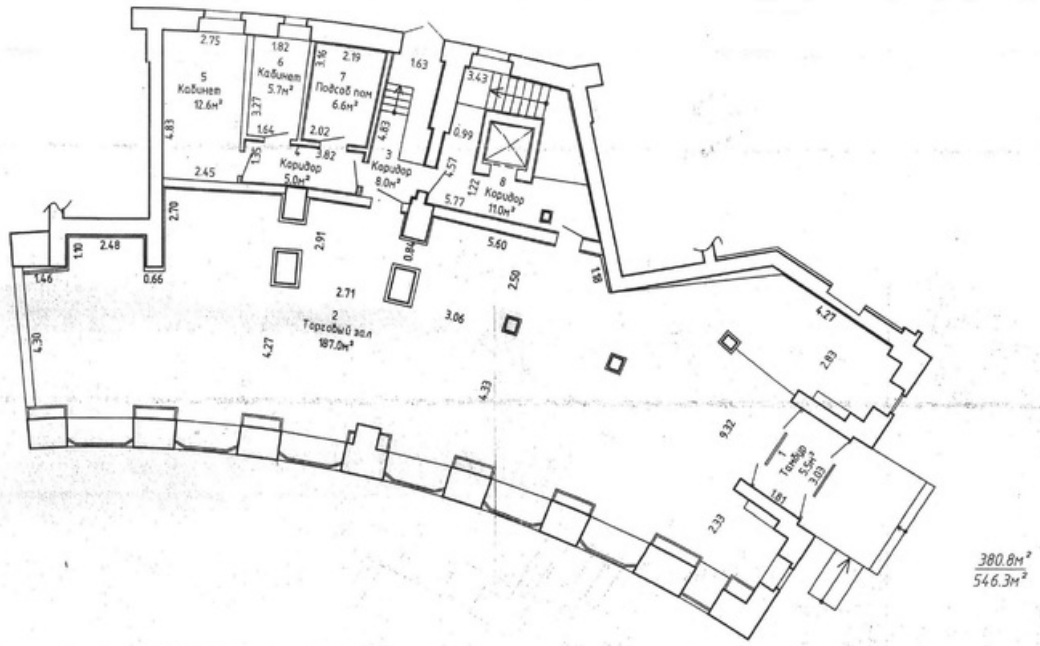 2.75
1.82
2.19
3.16
1.63
3.43
5
Кабинет
12.6м²
6
Кабинет
5.7м²
7
Подсоб пом
6.6м²
3.27
4.83
1.64
2.02
4.83
0.99
1.35
3.82
4
Коридор
5.0м²
3
Коридор
8.0м²
4.57
1.22
8
Коридор
11.0м²
2.45
5.77
2.70
1.10
2.48
2.91
0.84
5.60
1.46
0.66
2.50
1.18
2.71
3.06
2
Торговый зал
187.0м²
4.30
4.27
4.33
4.27
2.83
9.32
1
Тамбур
5.5м²
3.03
1.81
2.33
380.8м²
546.3м²